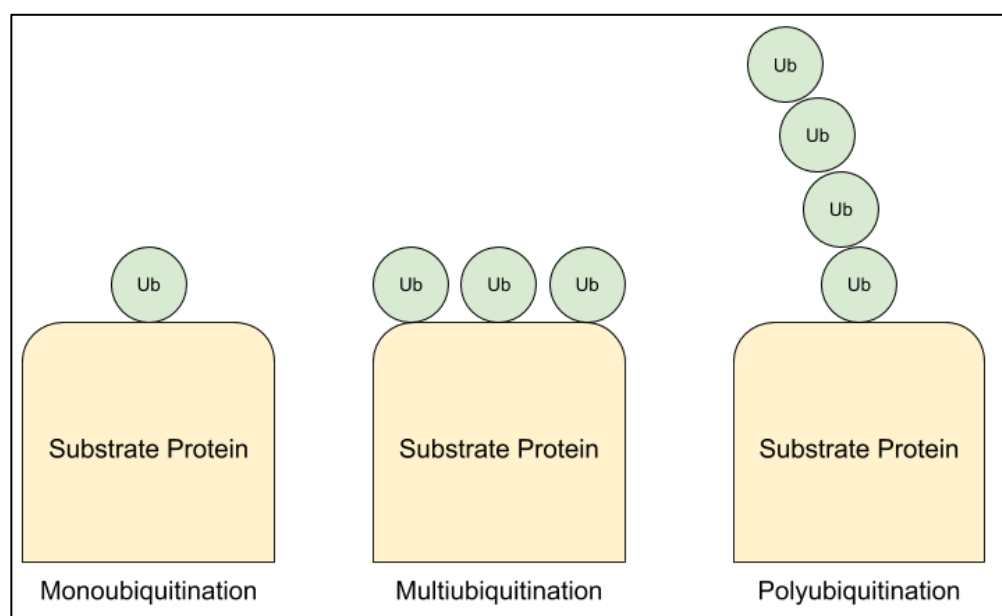 Ub
Ub
Ub
Ub
Ub Ub Ub Ub
Substrate Protein Substrate Protein Substrate Protein
Monoubiquitination Multiubiquitination Polyubiquitination